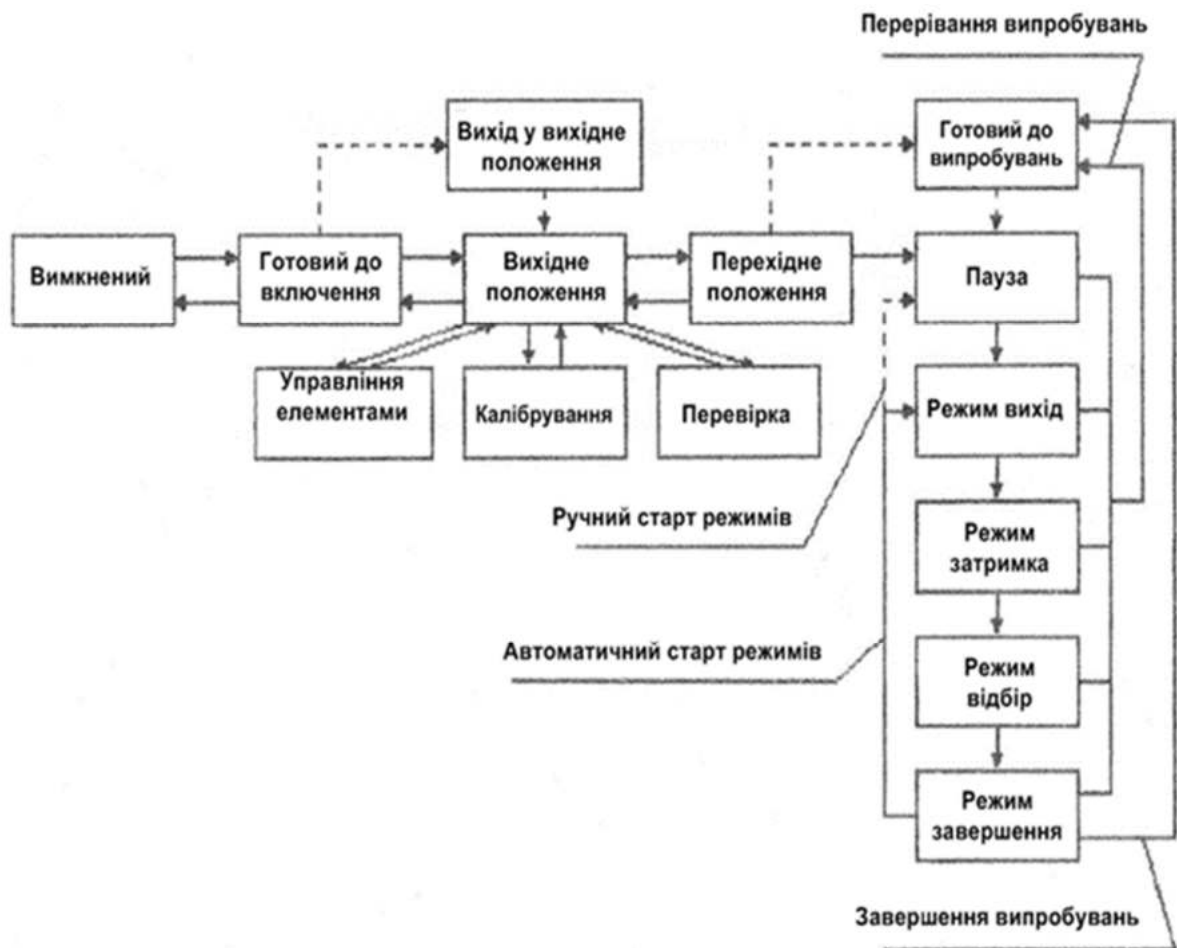 Перерівання випробувань
Вихід у вихідне
положення
Готовий до
випробувань
Вимкнений
Готовий до
включення
Вихідне
положення
Перехідне
положення
Пауза
Управління
елементами
Калібрування
Перевірка
Режим вихід
Ручний старт режимів
Режим
затримка
Автоматичний старт режимів
Режим
відбір
Режим
завершення
Завершення випробувань